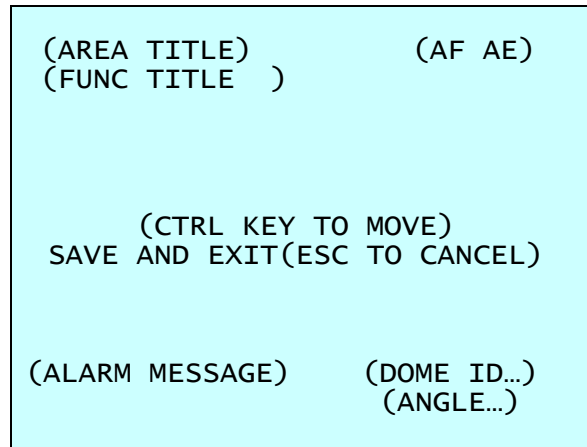 (AREA TITLE) (AF AE)
(FUNC TITLE )
(CTRL KEY TO MOVE)
SAVE AND EXIT(ESC TO CANCEL)
(ALARM MESSAGE) (DOME ID…)
(ANGLE…)